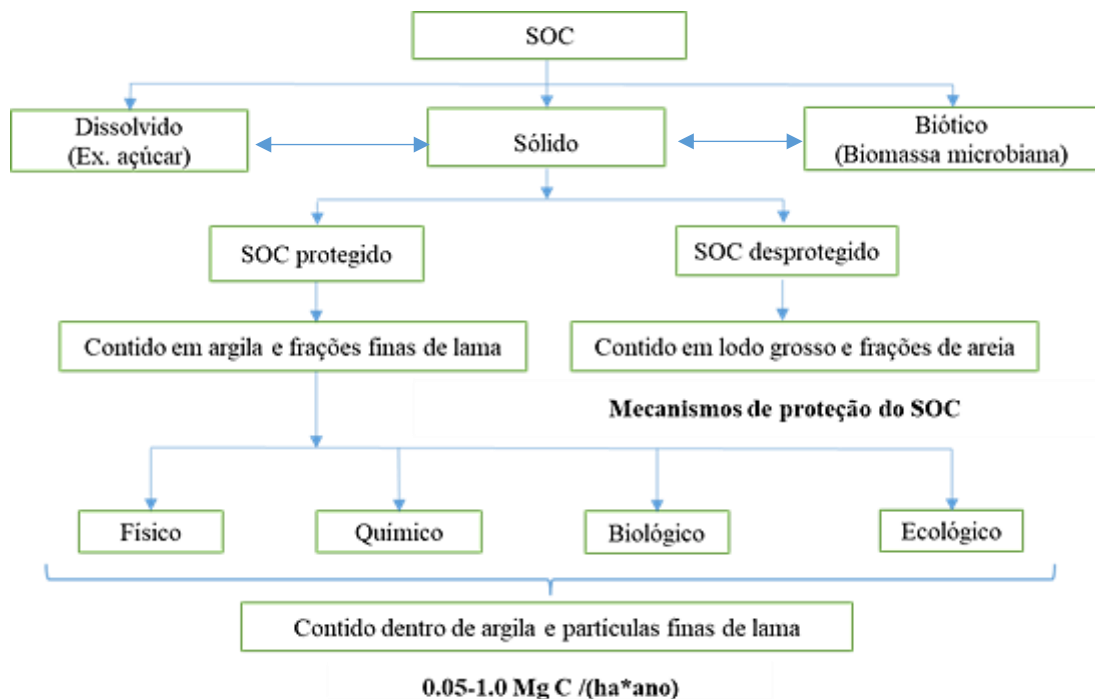 SOC
Dissolvido
(Ex. açúcar)
Sólido
Biótico
(Biomassa microbiana)
SOC protegido
SOC desprotegido
Contido em argila e frações finas de lama
Contido em lodo grosso e frações de areia
Mecanismos de proteção do SOC
Físico
Químico
Biológico
Ecológico
Contido dentro de argila e partículas finas de lama
0.05-1.0 Mg C /(ha*ano)